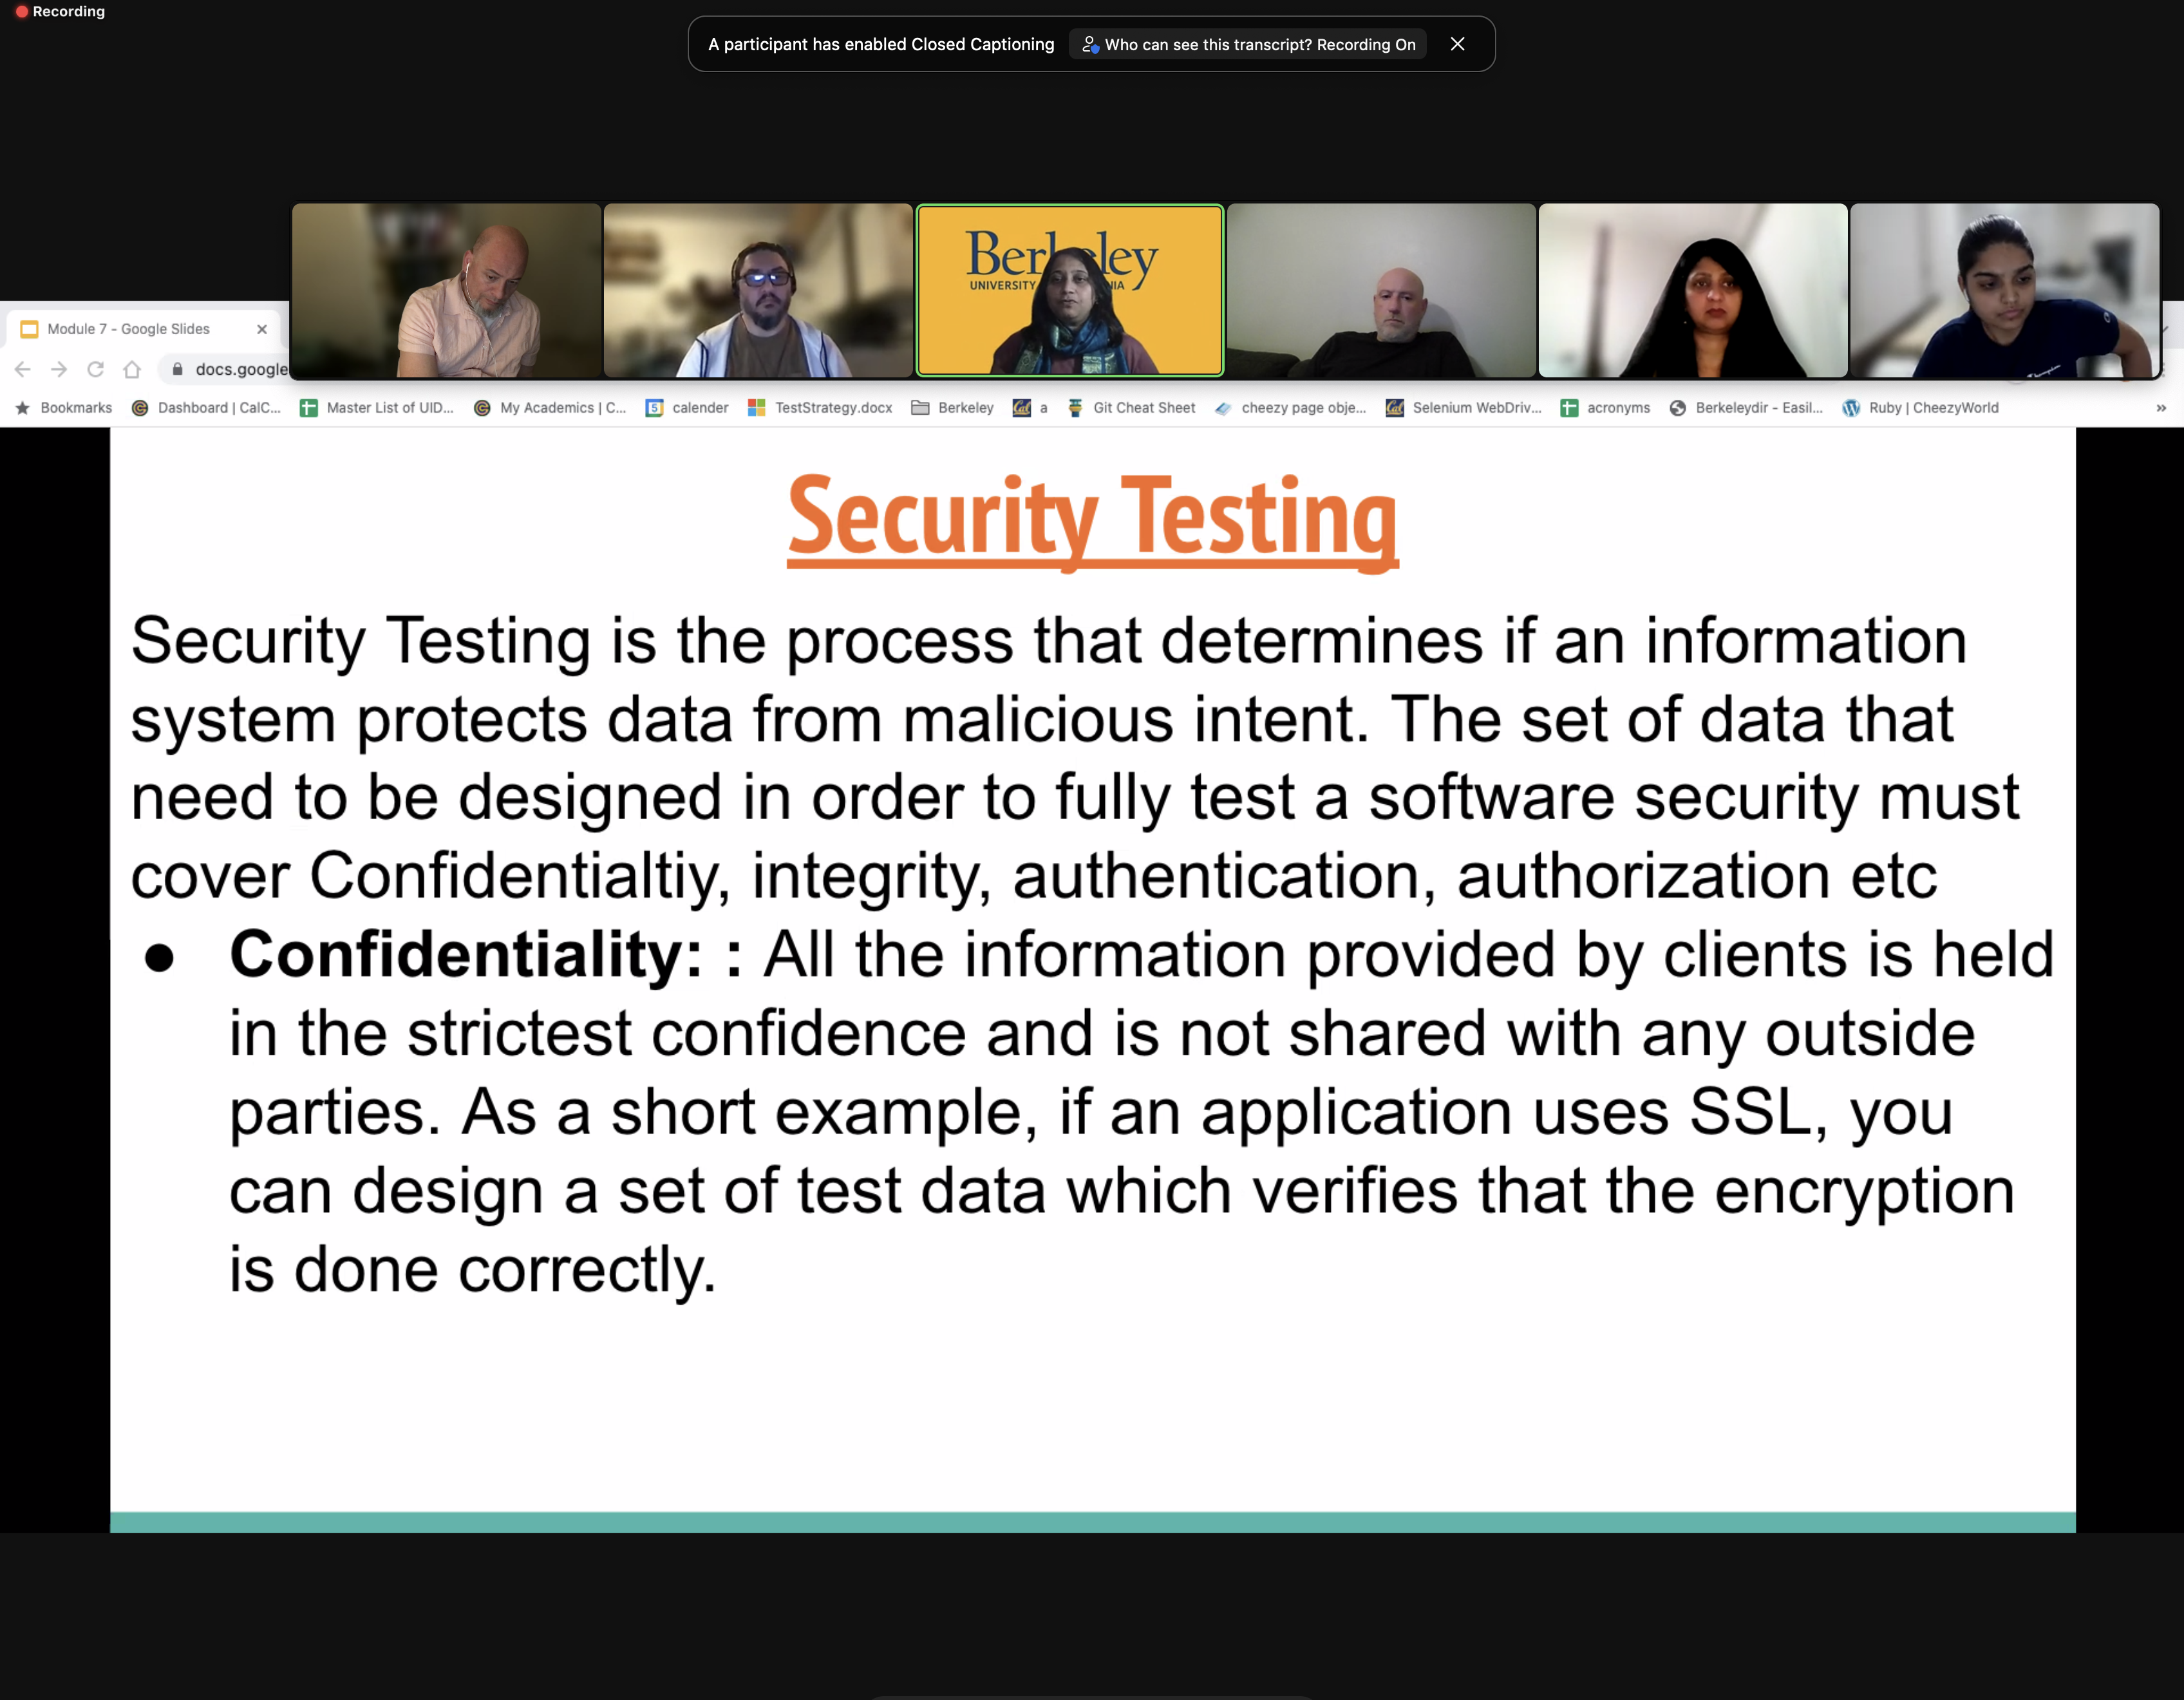 Recording
A participant has enabled Closed Captioning
Who can see this transcript? Recording On
Berkeley
UNIVERSITY
Module 7 - Google Slides
docs.google
Bookmarks
Dashboard | CalC...
Master List of UID...
My Academics | C...
5
calender
TestStrategy.docx
Berkeley
Cal
a
Git Cheat Sheet
cheezy page obje...
Cal
Selenium WebDriv...
acronyms
Berkeleydir - Easil...
Ruby | CheezyWorld
»
Security Testing
Security Testing is the process that determines if an information
system protects data from malicious intent. The set of data that
need to be designed in order to fully test a software security must
cover Confidentialtiy, integrity, authentication, authorization etc
● Confidentiality: : All the information provided by clients is held
in the strictest confidence and is not shared with any outside
parties. As a short example, if an application uses SSL, you
can design a set of test data which verifies that the encryption
is done correctly.